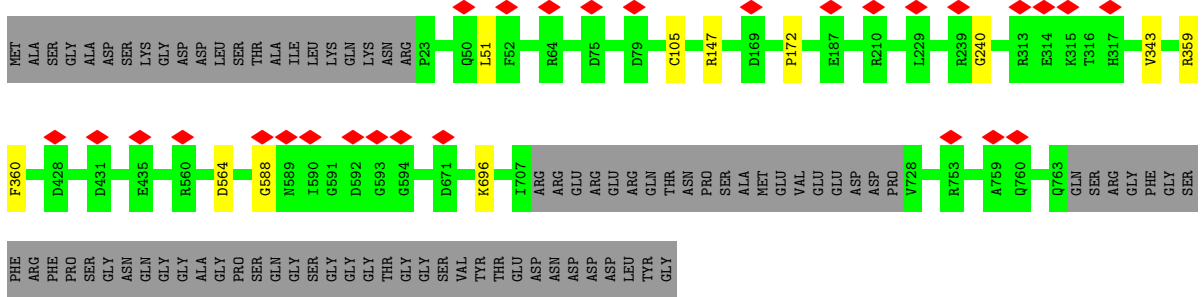 MET ALA SER GLY ALA ASP SER LYS GLY ASP ASP LEU SER THR ALA ILE LEU LYS GLN LYS ASN ARG P23 Q50 L51 F52 R64 D75 D79 C105 R147 D169 P172 E187 R210 L229 R239 G240 R313 E314 K315 T316 H317 V343 R359
F360 D428 D431 E435 R560 D564 G588 N589 I590 G591 D592 G593 G594 D671 K696 I707 ARG ARG GLU ARG GLU ARG GLN THR ASN PRO SER ALA MET GLU VAL GLU GLU ASP ASP PRO V728 R753 A759 Q760 Q763 GLN SER ARG GLY PHE GLY SER
PHE ARG PHE PRO SER GLY ASN GLN GLY GLY ALA GLY PRO SER GLN GLY SER GLY GLY GLY THR GLY GLY SER VAL TYR THR GLU ASP ASN ASP ASP ASP LEU TYR GLY